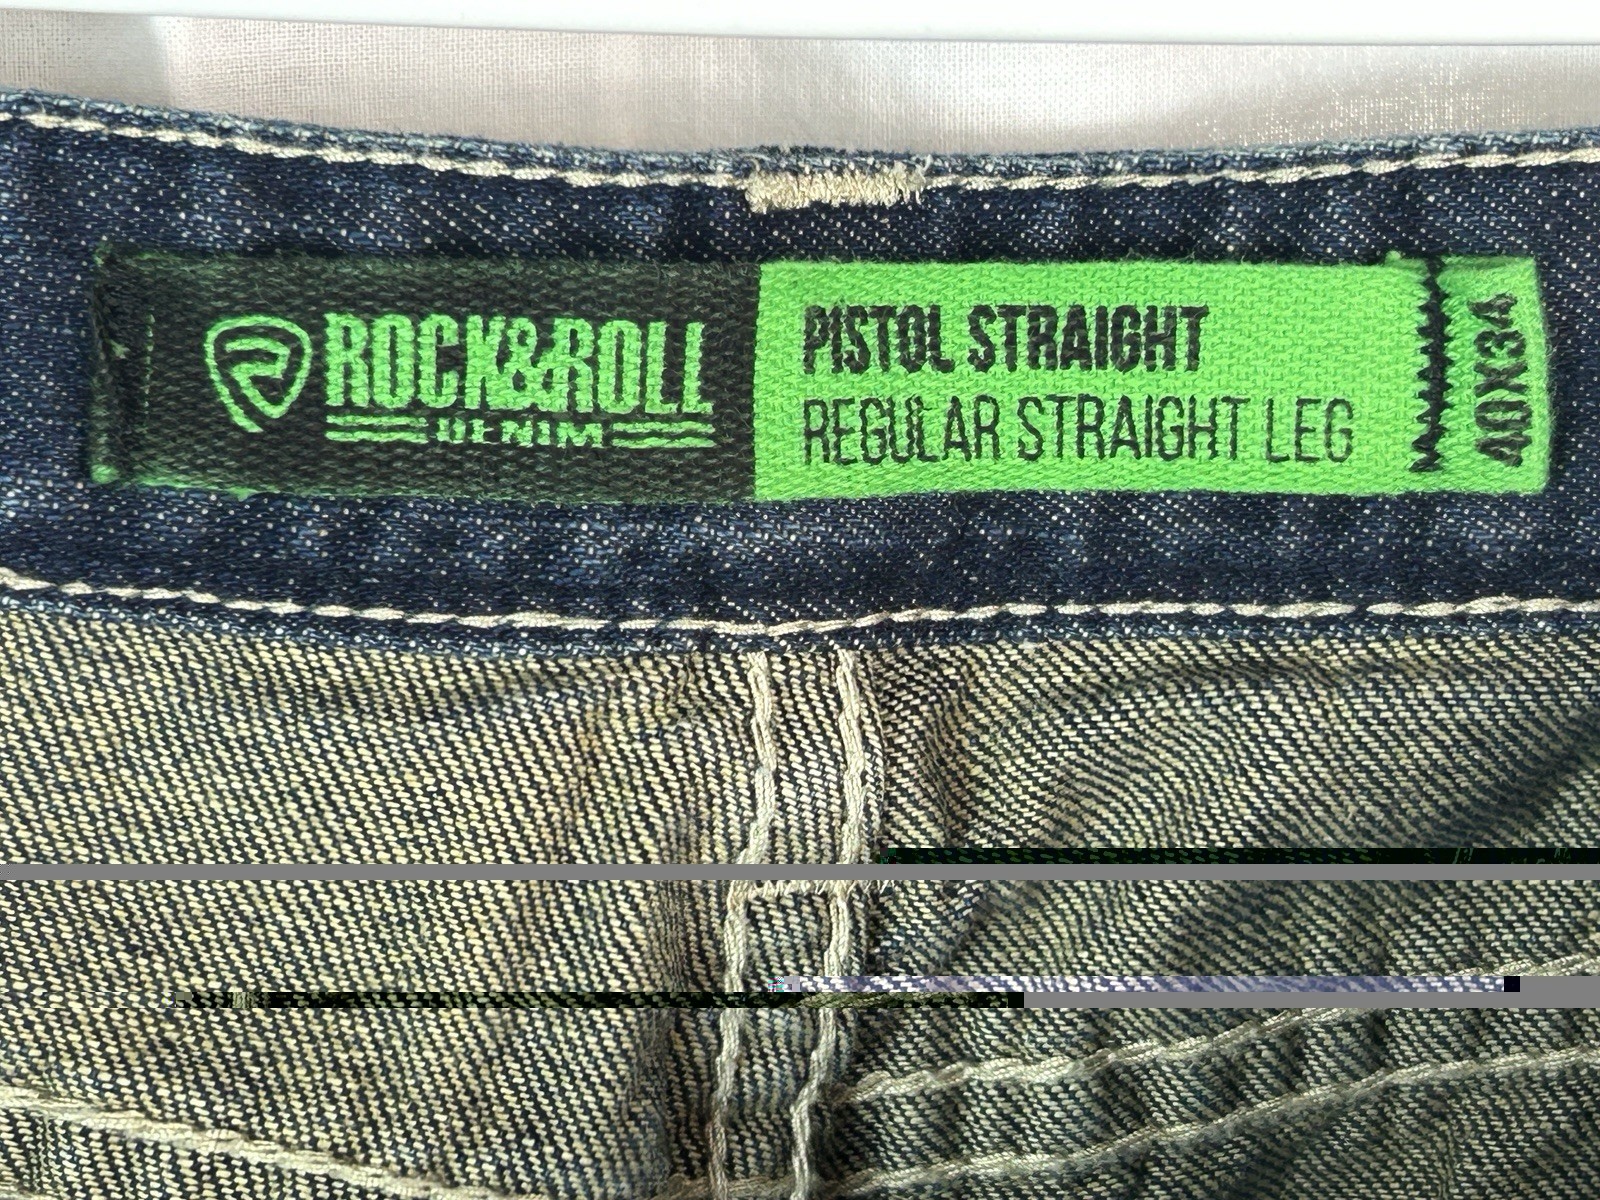 ROCK&ROLL
DENIM
PISTOL STRAIGHT
REGULAR STRAIGHT LEG
40X34